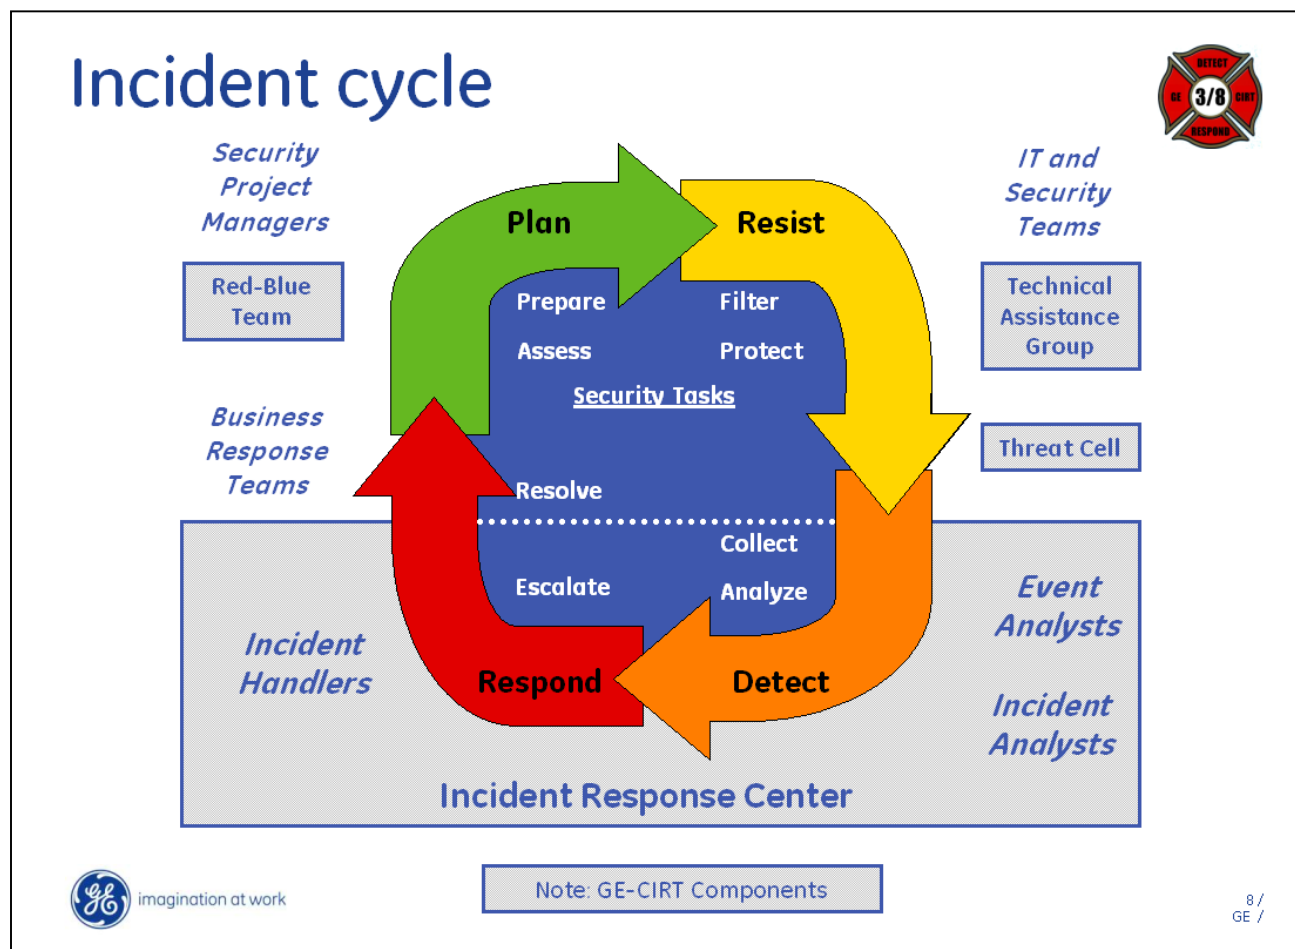 Incident cycle
DETECT
GE 3/8 CIRT
RESPOND
Security
Project
Managers
IT and
Security
Teams
Plan
Resist
Red-Blue
Team
Technical
Assistance
Group
Prepare
Filter
Assess
Protect
Security Tasks
Business
Response
Teams
Threat Cell
Resolve
Collect
Escalate
Analyze
Event
Analysts
Incident
Handlers
Respond
Detect
Incident
Analysts
Incident Response Center
GE imagination at work
Note: GE-CIRT Components
8 /
GE /